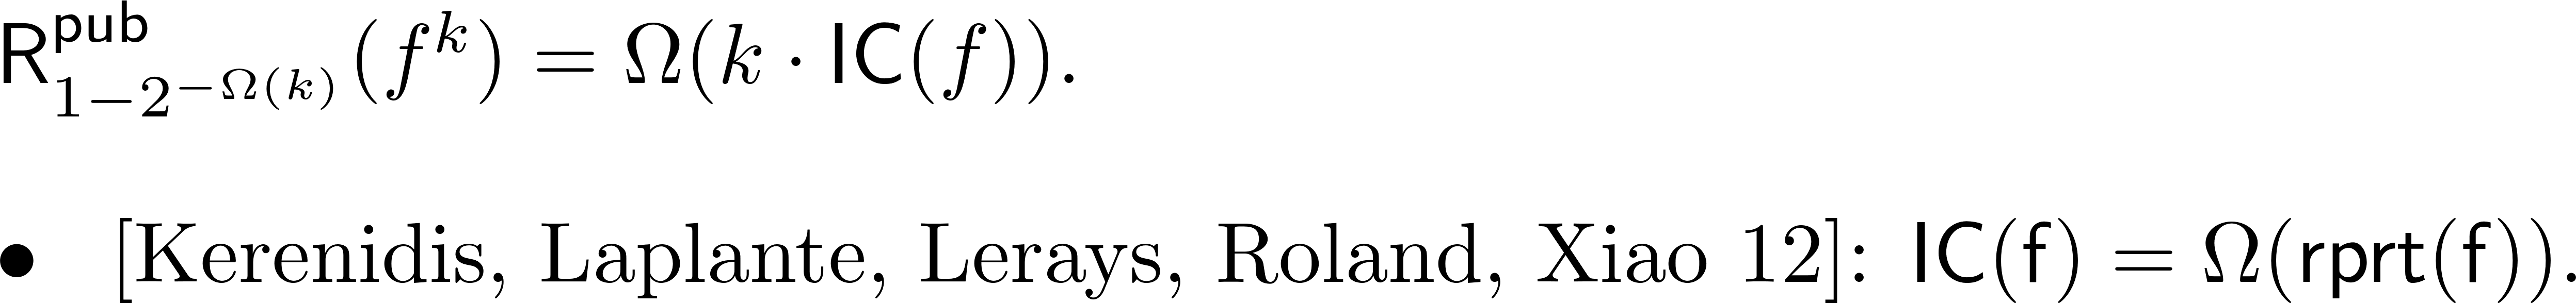 R^{pub}_{1−2^{−Ω(k)}}(f^k) = Ω(k · IC(f)).
• [Kerenidis, Laplante, Lerays, Roland, Xiao 12]: IC(f) = Ω(rprt(f)).